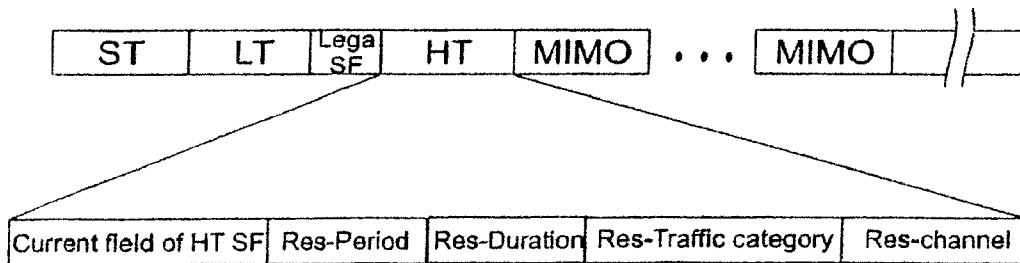 ST LT Lega SF HT MIMO ... MIMO
Current field of HT SF Res-Period Res-Duration Res-Traffic category Res-channel